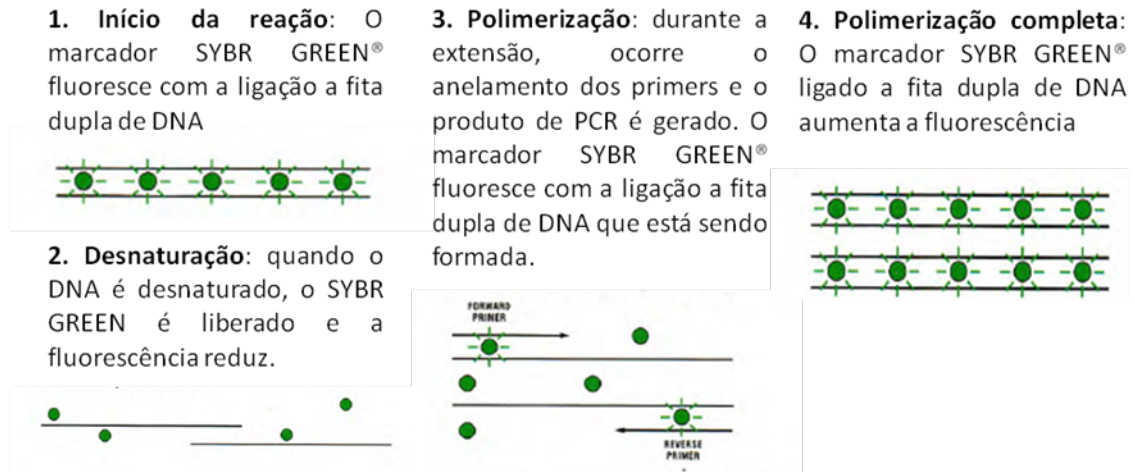 1. Início da reação: O
marcador SYBR GREEN®
fluoresce com a ligação a fita
dupla de DNA
2. Desnaturação: quando o
DNA é desnaturado, o SYBR
GREEN é liberado e a
fluorescência reduz.
3. Polimerização: durante a
extensão, ocorre o
anelamento dos primers e o
produto de PCR é gerado. O
marcador SYBR GREEN®
fluoresce com a ligação a fita
dupla de DNA que está sendo
formada.
FORWARD
PRINER
REVERSE
PRIMER
4. Polimerização completa:
O marcador SYBR GREEN®
ligado a fita dupla de DNA
aumenta a fluorescência